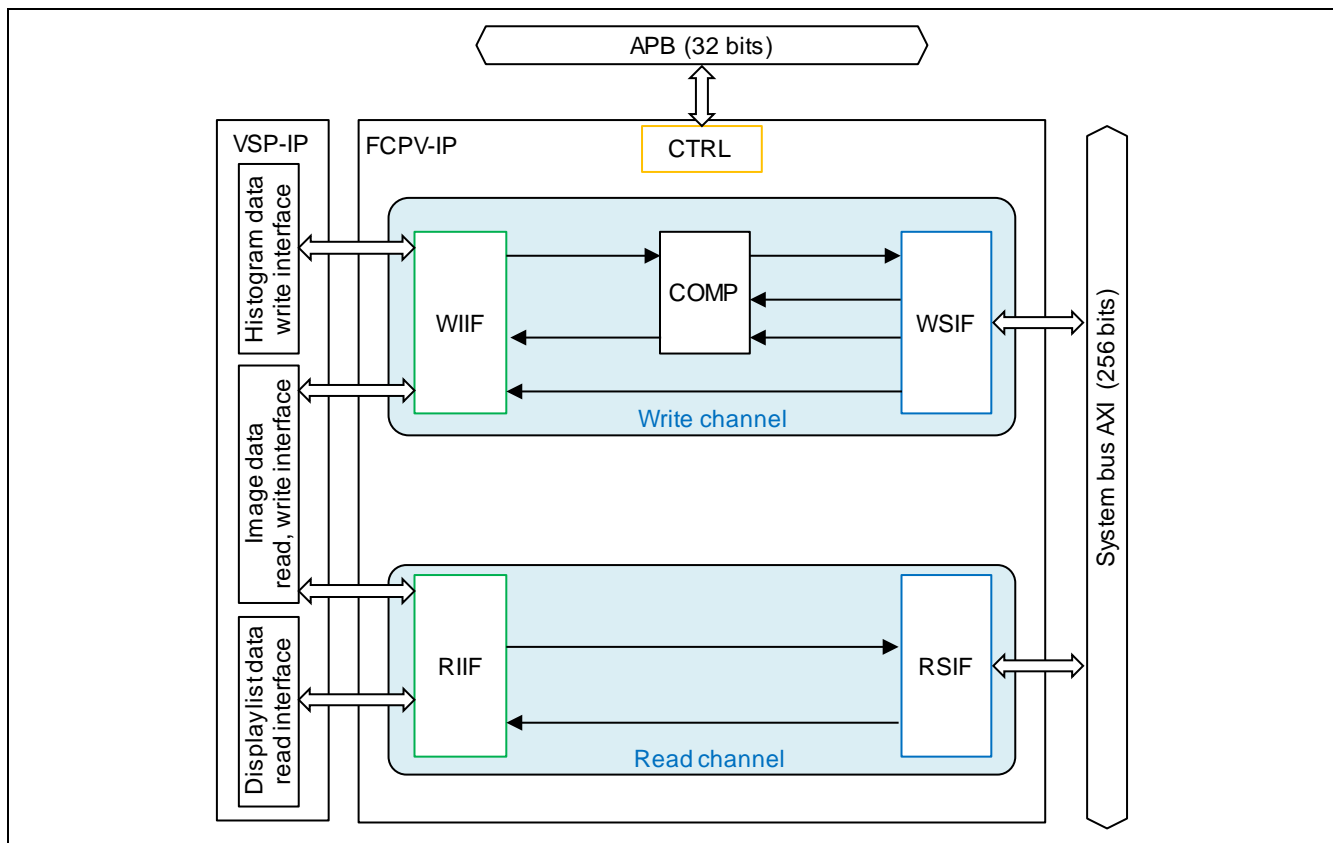 APB (32 bits)
VSP-IP
FCPV-IP
CTRL
Histogram data
write interface
WIIF
COMP
WSIF
Write channel
Image data
read, write interface
System bus AXI (256 bits)
RIIF
RSIF
Displaylist data
read interface
Read channel